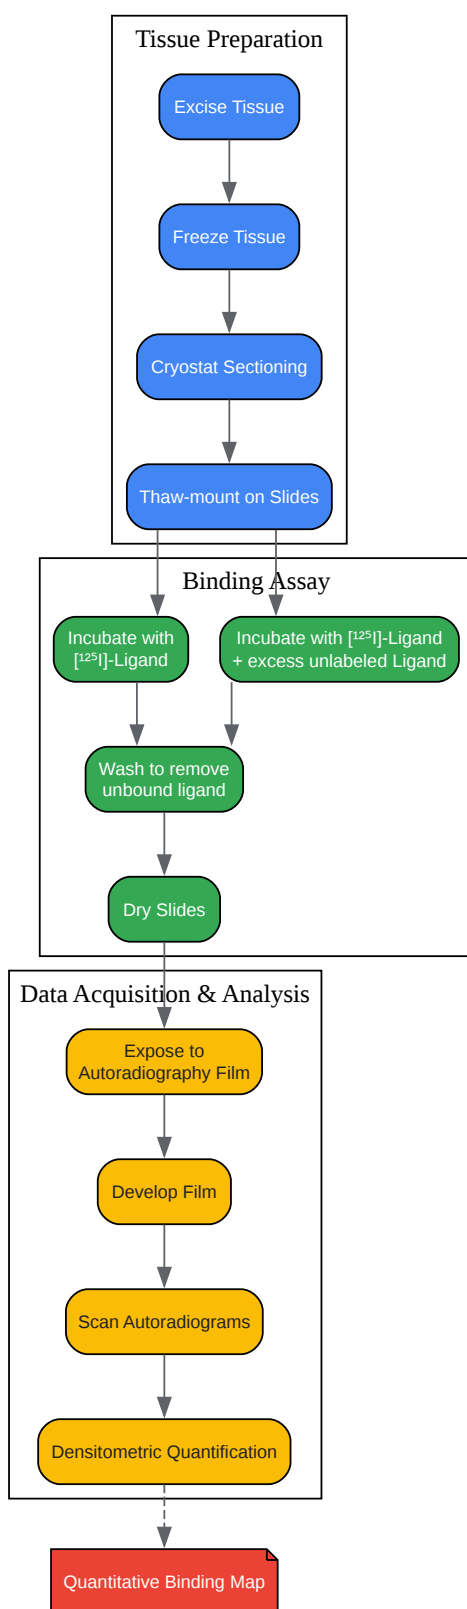 Tissue Preparation
Excise Tissue
Freeze Tissue
Cryostat Sectioning
Thaw-mount on Slides
Binding Assay
Incubate with
[¹²⁵I]-Ligand
Incubate with [¹²⁵I]-Ligand
+ excess unlabeled Ligand
Wash to remove
unbound ligand
Dry Slides
Data Acquisition & Analysis
Expose to
Autoradiography Film
Develop Film
Scan Autoradiograms
Densitometric Quantification
Quantitative Binding Map